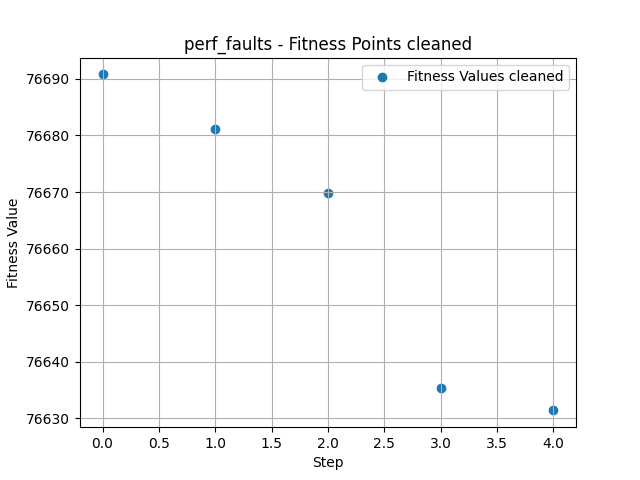 perf_faults - Fitness Points cleaned
Fitness Values cleaned
76690
76680
76670
76660
76650
76640
76630
Fitness Value
0.0 0.5 1.0 1.5 2.0 2.5 3.0 3.5 4.0
Step